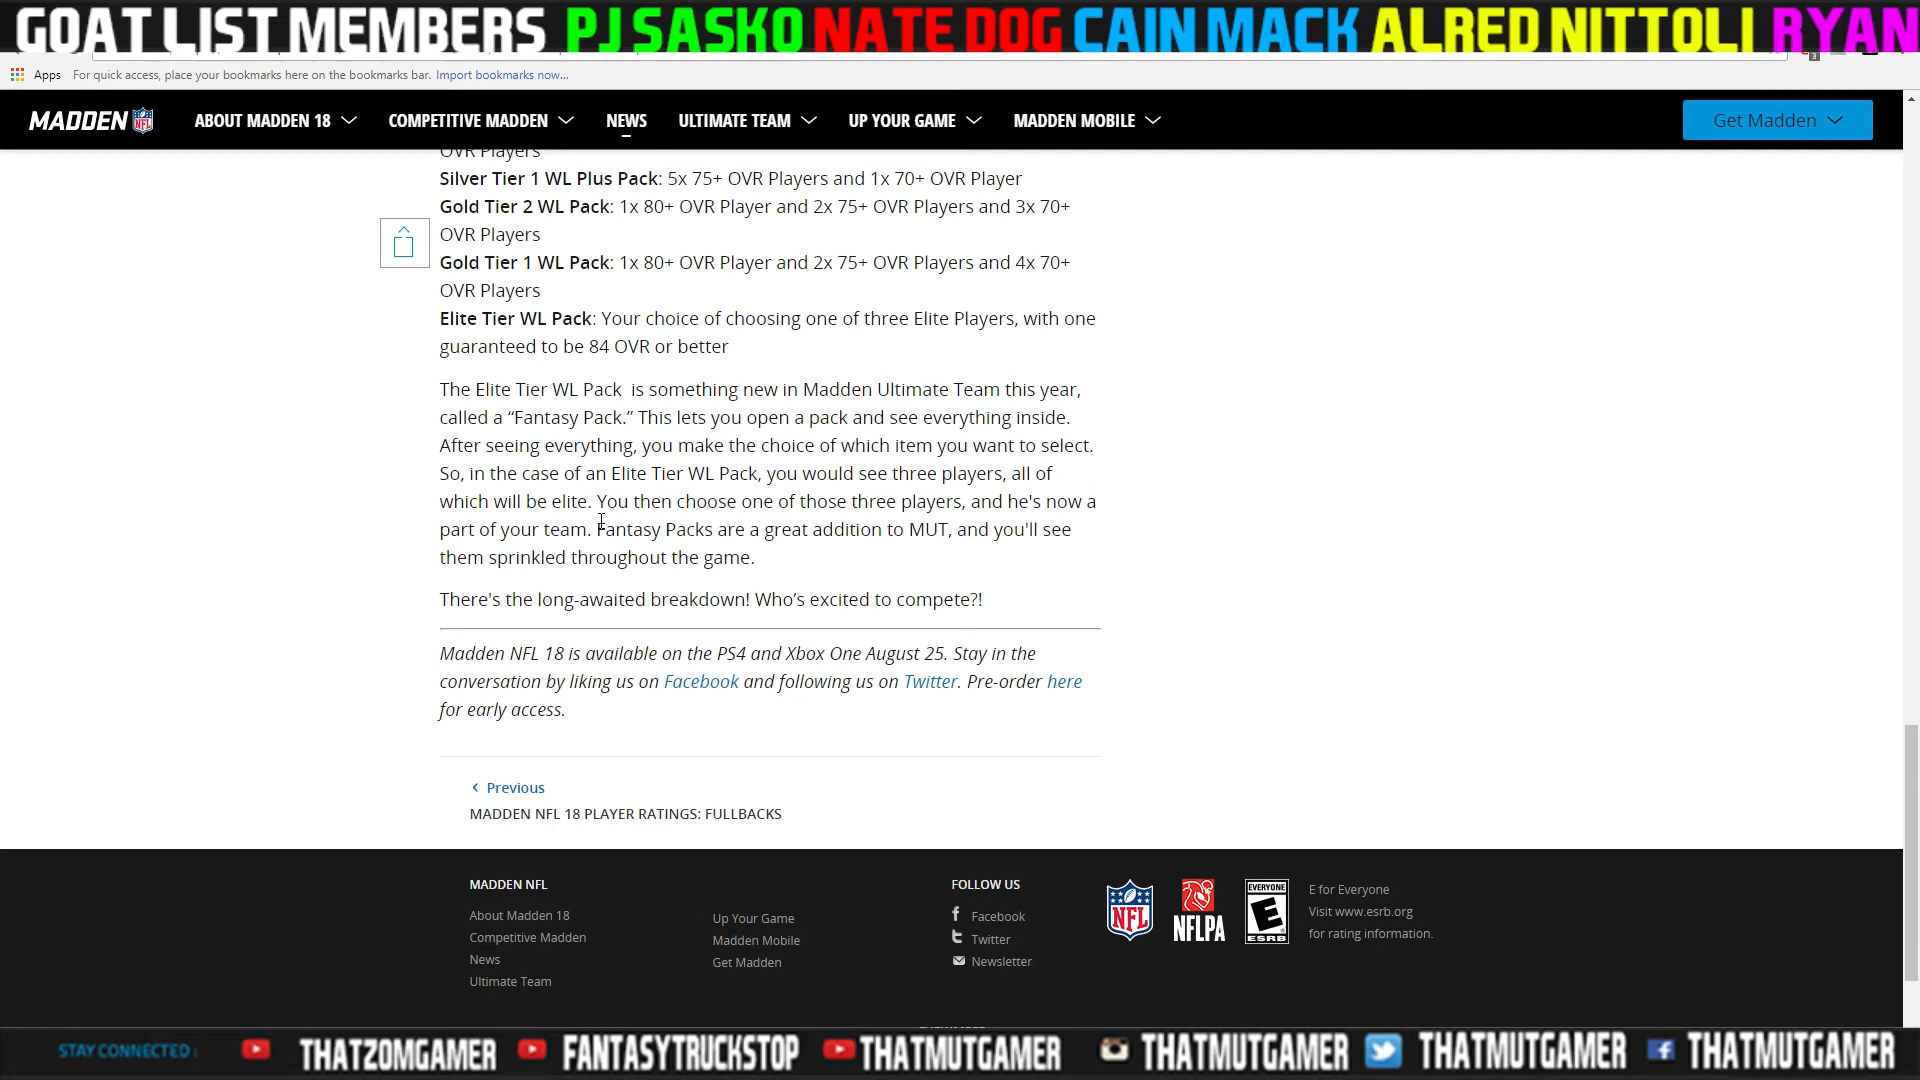 GOAT LIST MEMBERS PJ SASKO NATE DOG CAIN MACK ALRED NITTOLI RYAN
Apps For quick access, place your bookmarks here on the bookmarks bar. Import bookmarks now...
MADDEN NFL ABOUT MADDEN 18 COMPETITIVE MADDEN NEWS ULTIMATE TEAM UP YOUR GAME MADDEN MOBILE Get Madden
OVR Players
Silver Tier 1 WL Plus Pack: 5x 75+ OVR Players and 1x 70+ OVR Player
Gold Tier 2 WL Pack: 1x 80+ OVR Player and 2x 75+ OVR Players and 3x 70+
OVR Players
Gold Tier 1 WL Pack: 1x 80+ OVR Player and 2x 75+ OVR Players and 4x 70+
OVR Players
Elite Tier WL Pack: Your choice of choosing one of three Elite Players, with one
guaranteed to be 84 OVR or better
The Elite Tier WL Pack  is something new in Madden Ultimate Team this year,
called a “Fantasy Pack.” This lets you open a pack and see everything inside.
After seeing everything, you make the choice of which item you want to select.
So, in the case of an Elite Tier WL Pack, you would see three players, all of
which will be elite. You then choose one of those three players, and he's now a
part of your team. Fantasy Packs are a great addition to MUT, and you'll see
them sprinkled throughout the game.
There's the long-awaited breakdown! Who’s excited to compete?!
Madden NFL 18 is available on the PS4 and Xbox One August 25. Stay in the
conversation by liking us on Facebook and following us on Twitter. Pre-order here
for early access.
Previous
MADDEN NFL 18 PLAYER RATINGS: FULLBACKS
MADDEN NFL
About Madden 18
Competitive Madden
News
Ultimate Team
Up Your Game
Madden Mobile
Get Madden
FOLLOW US
Facebook
Twitter
Newsletter
NFL
NFLPA
EVERYONE
E
ESRB
E for Everyone
Visit www.esrb.org
for rating information.
STAY CONNECTED: THATZOMGAMER FANTASYTRUCKSTOP THATMUTGAMER THATMUTGAMER THATMUTGAMER THATMUTGAMER